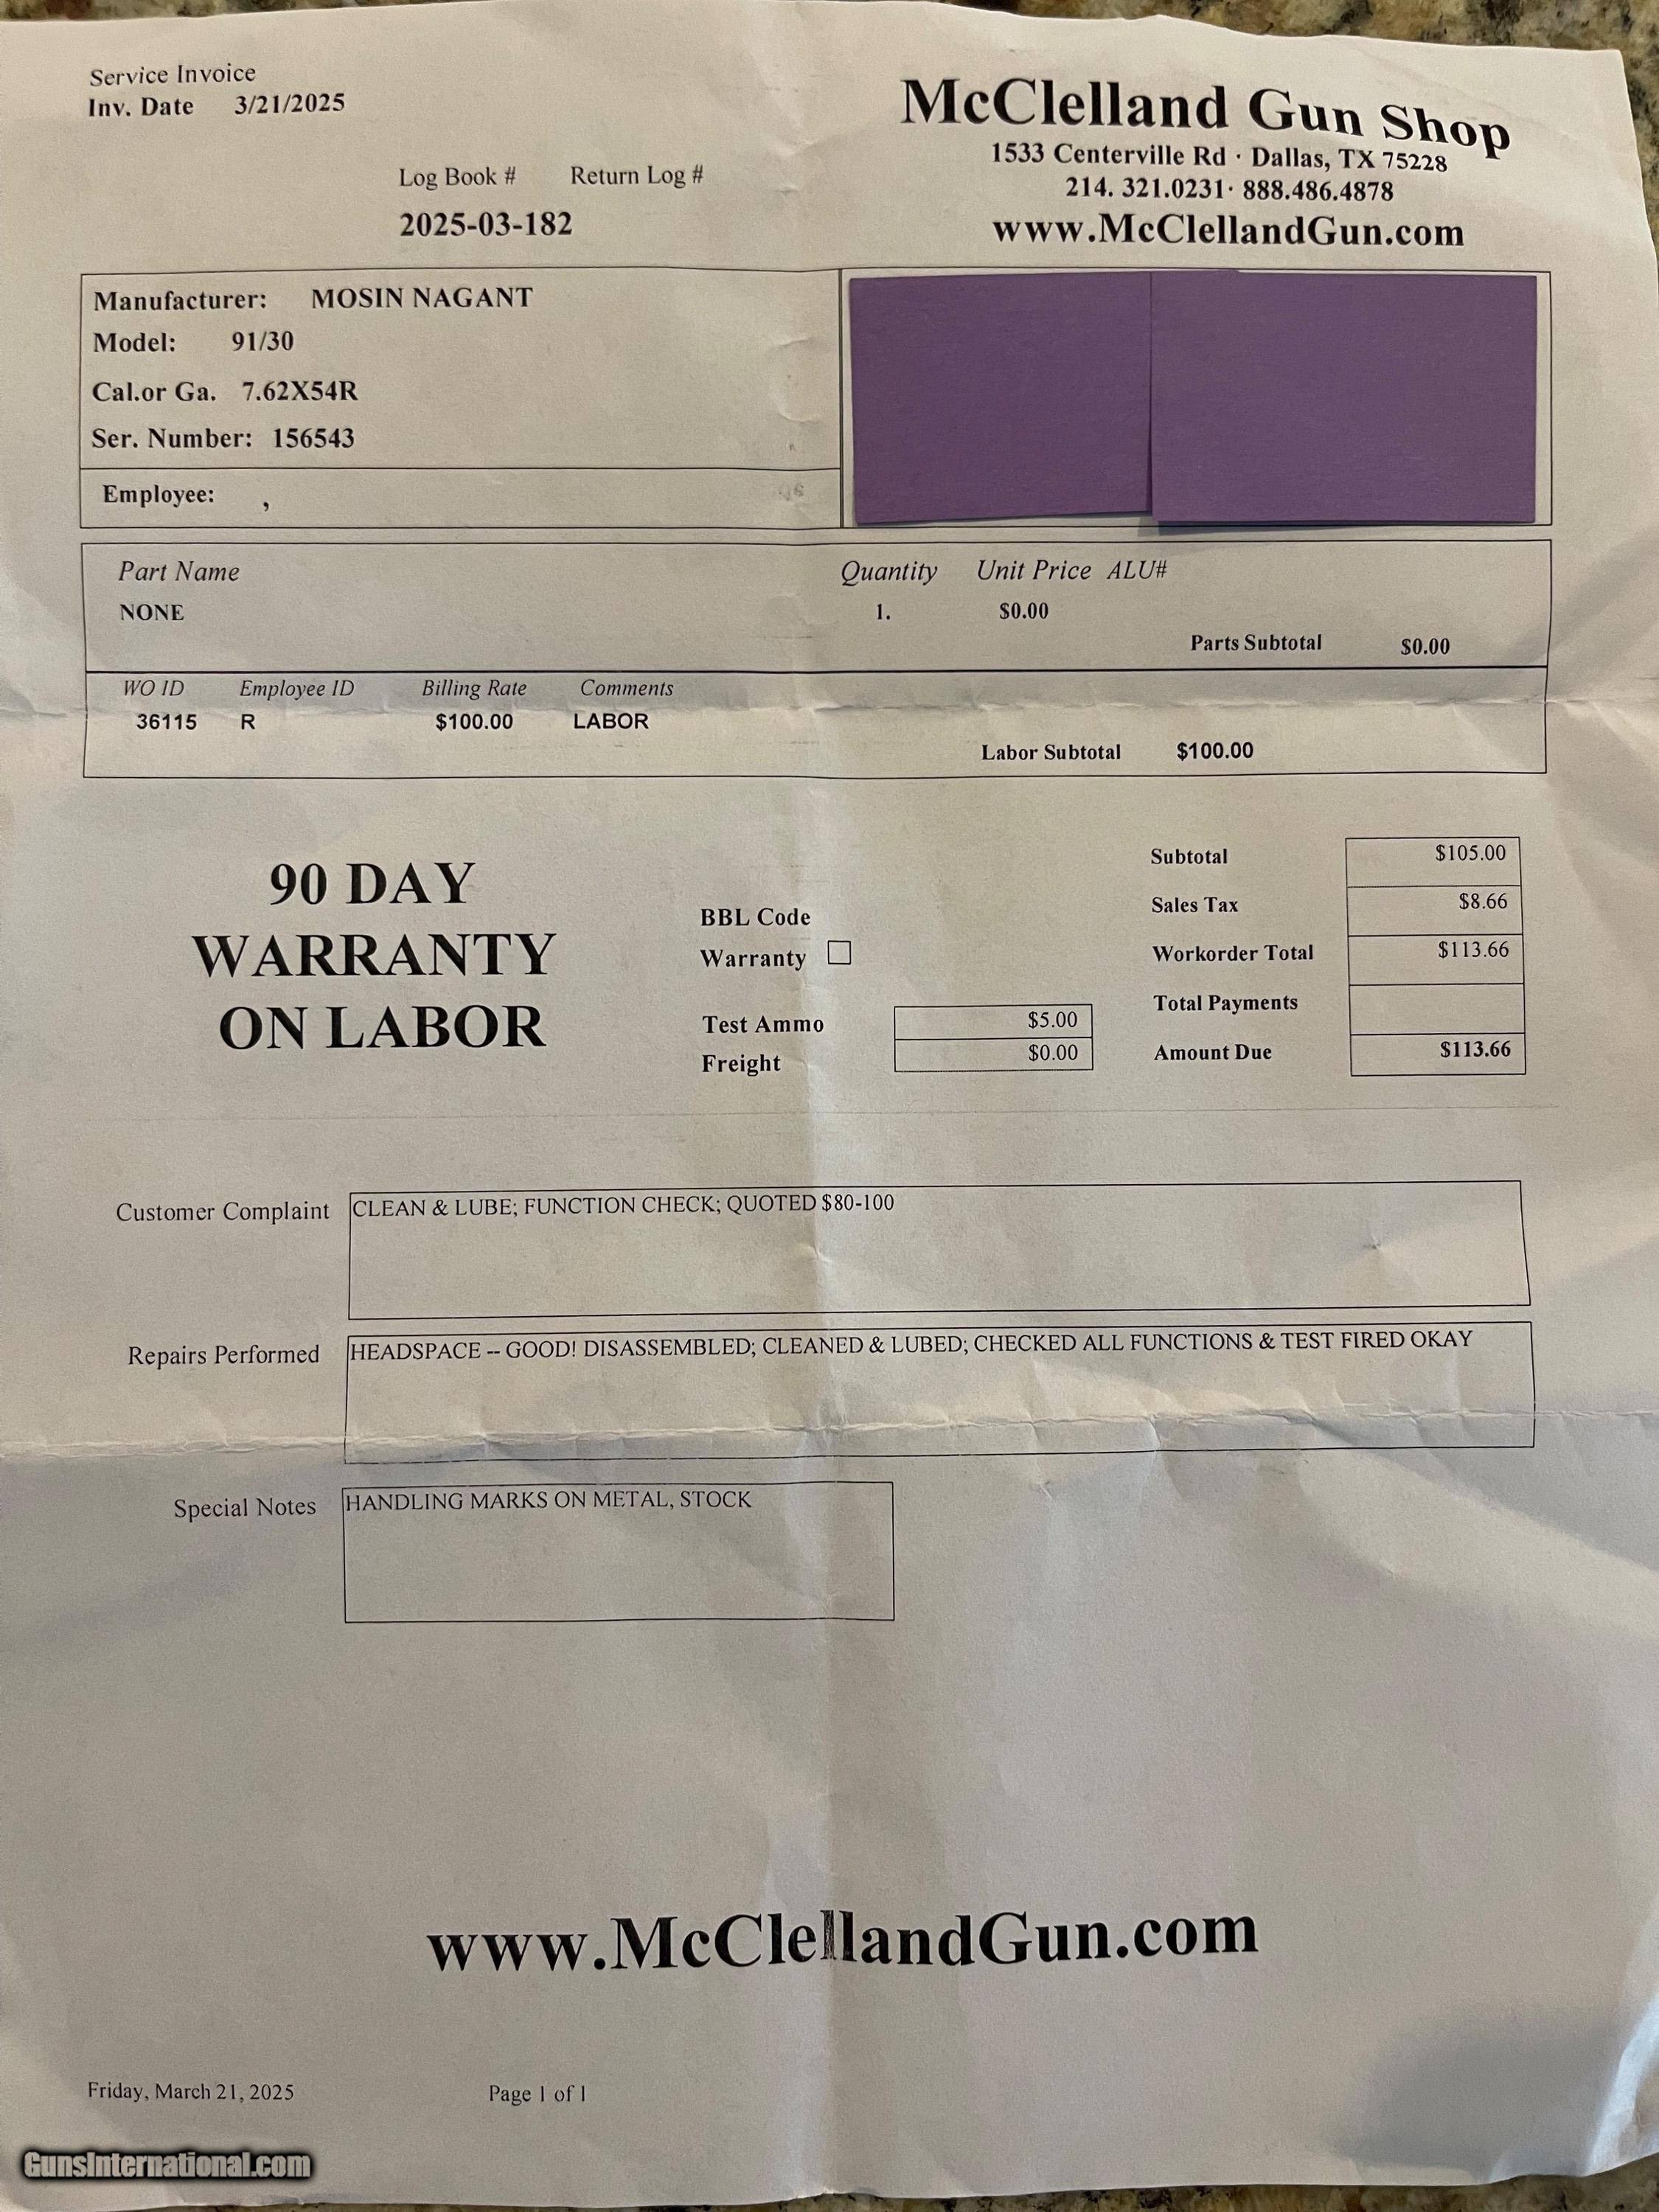 Service Invoice
Inv. Date 3/21/2025
McClelland Gun Shop
1533 Centerville Rd · Dallas, TX 75228
214. 321.0231· 888.486.4878
www.McClellandGun.com
Log Book # Return Log #
2025-03-182
Manufacturer: MOSIN NAGANT
Model: 91/30
Cal.or Ga. 7.62X54R
Ser. Number: 156543
Employee: ,
Part Name Quantity Unit Price ALU#
NONE 1. $0.00
Parts Subtotal $0.00
WO ID Employee ID Billing Rate Comments
36115 R $100.00 LABOR
Labor Subtotal $100.00
90 DAY
WARRANTY
ON LABOR
BBL Code
Warranty
Test Ammo $5.00
Freight $0.00
Subtotal $105.00
Sales Tax $8.66
Workorder Total $113.66
Total Payments
Amount Due $113.66
Customer Complaint CLEAN & LUBE; FUNCTION CHECK; QUOTED $80-100
Repairs Performed HEADSPACE -- GOOD! DISASSEMBLED; CLEANED & LUBED; CHECKED ALL FUNCTIONS & TEST FIRED OKAY
Special Notes HANDLING MARKS ON METAL, STOCK
www.McClellandGun.com
Friday, March 21, 2025 Page 1 of 1
GunsInternational.com